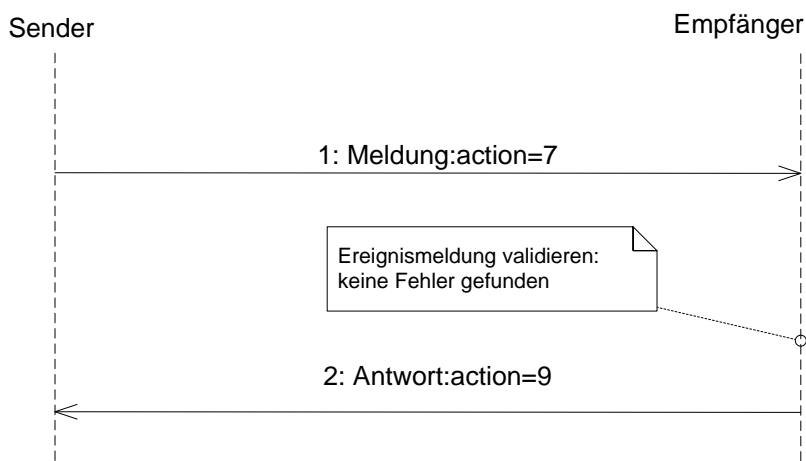 Sender
Empfänger
1: Meldung:action=7
Ereignismeldung validieren:
keine Fehler gefunden
2: Antwort:action=9